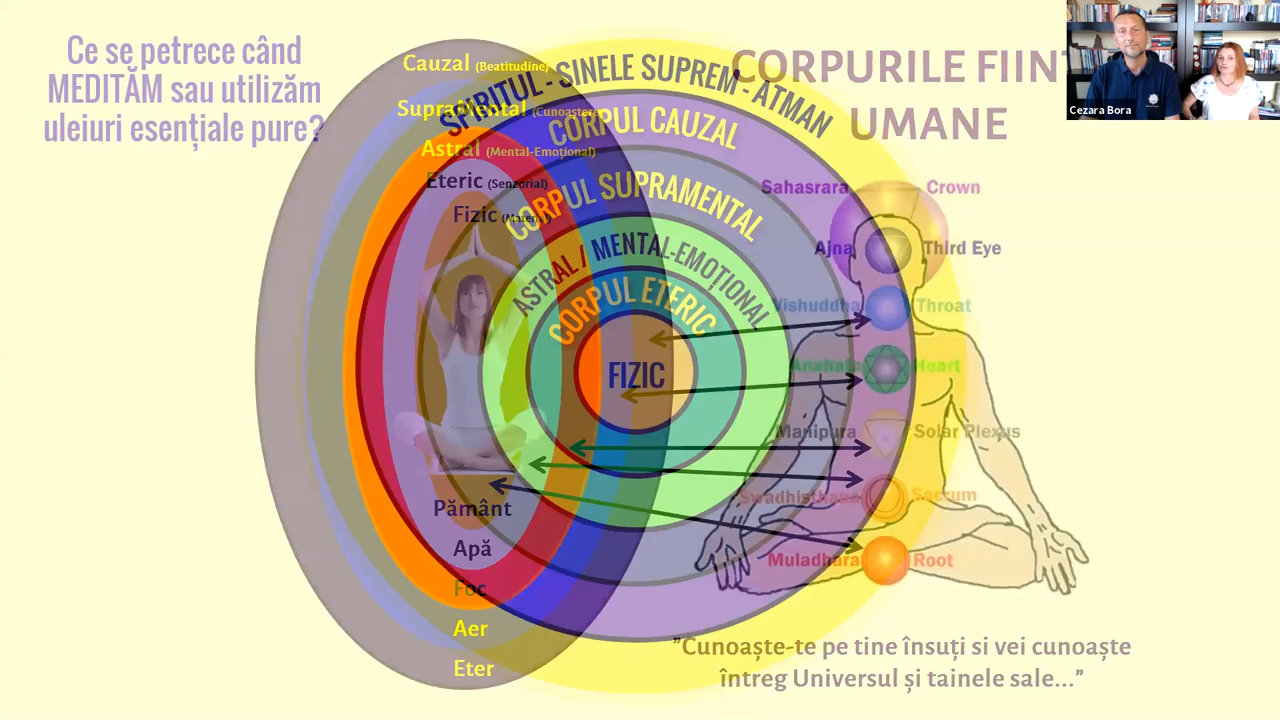 Ce se petrece când
MEDITĂM sau utilizăm
uleiuri esențiale pure?
CORPURILE FIINȚ
UMANE
Cezara Bora
Cauzal (Beatitudine)
SupraMental (Cunoaștere)
Astral (Mental-Emoțional)
Eteric (Senzorial)
Fizic
SPIRITUL - SINELE SUPREM - ATMAN
CORPUL CAUZAL
CORPUL SUPRAMENTAL
ASTRAL / MENTAL-EMOȚIONAL
CORPUL ETERIC
FIZIC
Sahasrara Crown
Ajna Third Eye
Vishuddha Throat
Anahata Heart
Manipura Solar Plexus
Swadhisthana Sacrum
Muladhara Root
Pământ
Apă
Foc
Aer
Eter
”Cunoaște-te pe tine însuți si vei cunoaște
întreg Universul și tainele sale...”